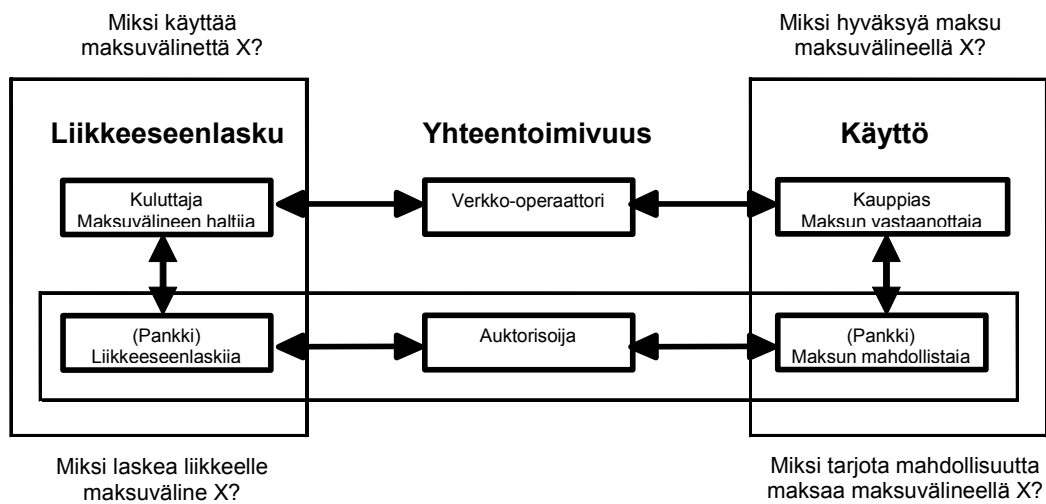 Miksi käyttää
maksuvälinettä X?
Miksi hyväksyä maksu
maksuvälineellä X?
Liikkeeseenlasku
Yhteentoimivuus
Käyttö
Kuluttaja
Maksuvälineen haltija
Verkko-operaattori
Kauppias
Maksun vastaanottaja
(Pankki)
Liikkeeseenlaskija
Auktorisoija
(Pankki)
Maksun mahdollistaja
Miksi laskea liikkeelle
maksuväline X?
Miksi tarjota mahdollisuutta
maksaa maksuvälineellä X?